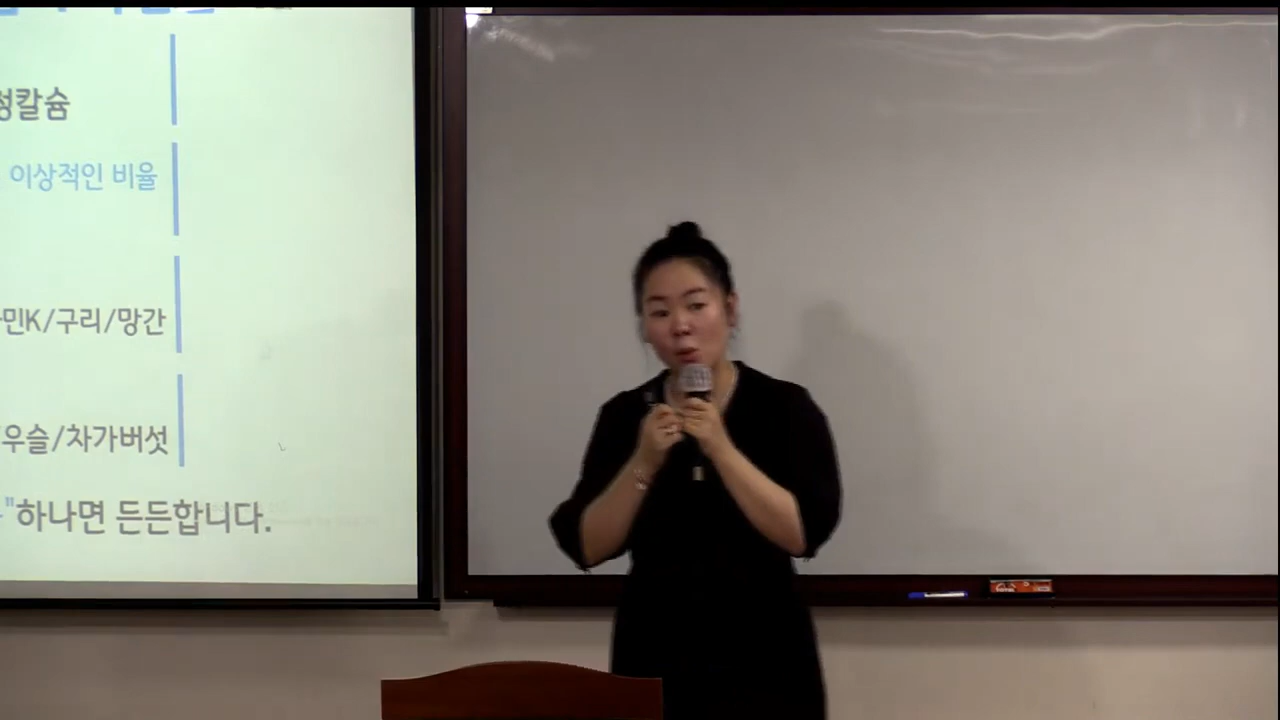 칼슘
이상적인 비율
민K/구리/망간
우슬/차가버섯
"하나면 든든합니다.